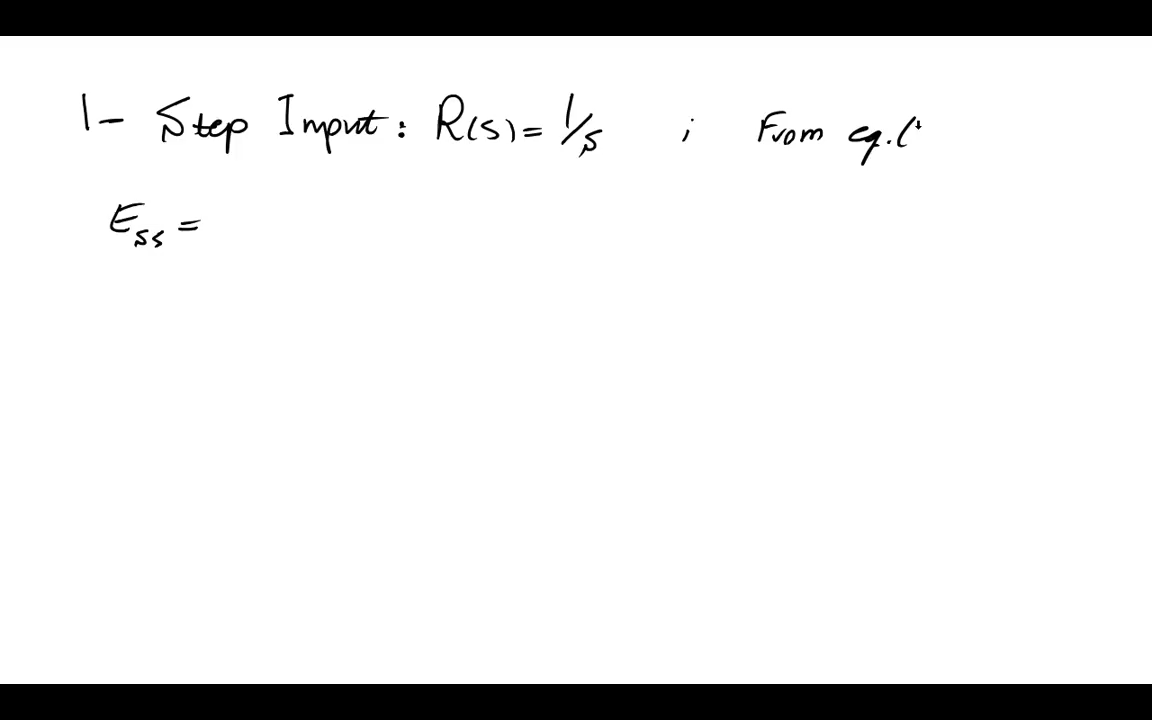 1- Step Input: R(s) = 1/s ; From eq.(
Ess =